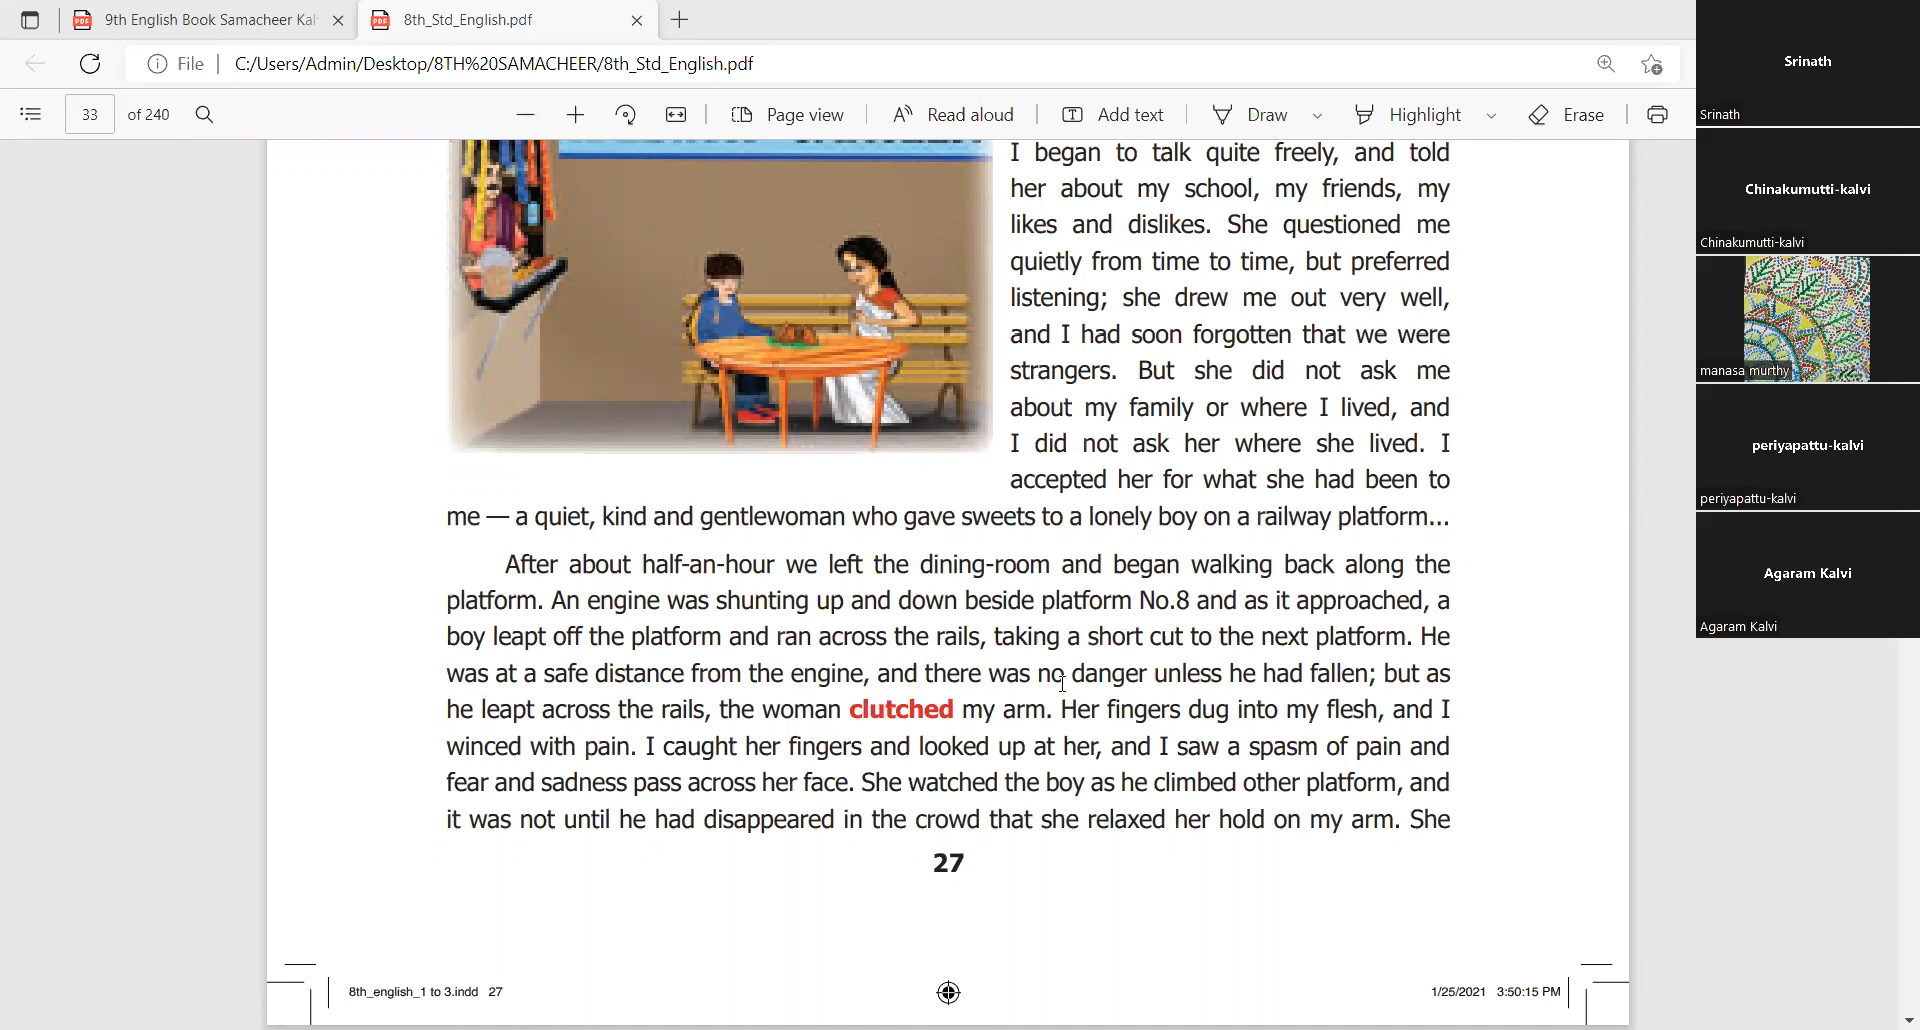 9th English Book Samacheer Kal
8th_Std_English.pdf
File
C:/Users/Admin/Desktop/8TH%20SAMACHEER/8th_Std_English.pdf
33 of 240
Page view
Read aloud
Add text
Draw
Highlight
Erase
I began to talk quite freely, and told
her about my school, my friends, my
likes and dislikes. She questioned me
quietly from time to time, but preferred
listening; she drew me out very well,
and I had soon forgotten that we were
strangers. But she did not ask me
about my family or where I lived, and
I did not ask her where she lived. I
accepted her for what she had been to
me — a quiet, kind and gentlewoman who gave sweets to a lonely boy on a railway platform...
After about half-an-hour we left the dining-room and began walking back along the
platform. An engine was shunting up and down beside platform No.8 and as it approached, a
boy leapt off the platform and ran across the rails, taking a short cut to the next platform. He
was at a safe distance from the engine, and there was no danger unless he had fallen; but as
he leapt across the rails, the woman clutched my arm. Her fingers dug into my flesh, and I
winced with pain. I caught her fingers and looked up at her, and I saw a spasm of pain and
fear and sadness pass across her face. She watched the boy as he climbed other platform, and
it was not until he had disappeared in the crowd that she relaxed her hold on my arm. She
27
8th_english_1 to 3.indd 27
1/25/2021 3:50:15 PM
Srinath
Srinath
Chinakumutti-kalvi
Chinakumutti-kalvi
manasa murthy
periyapattu-kalvi
periyapattu-kalvi
Agaram Kalvi
Agaram Kalvi